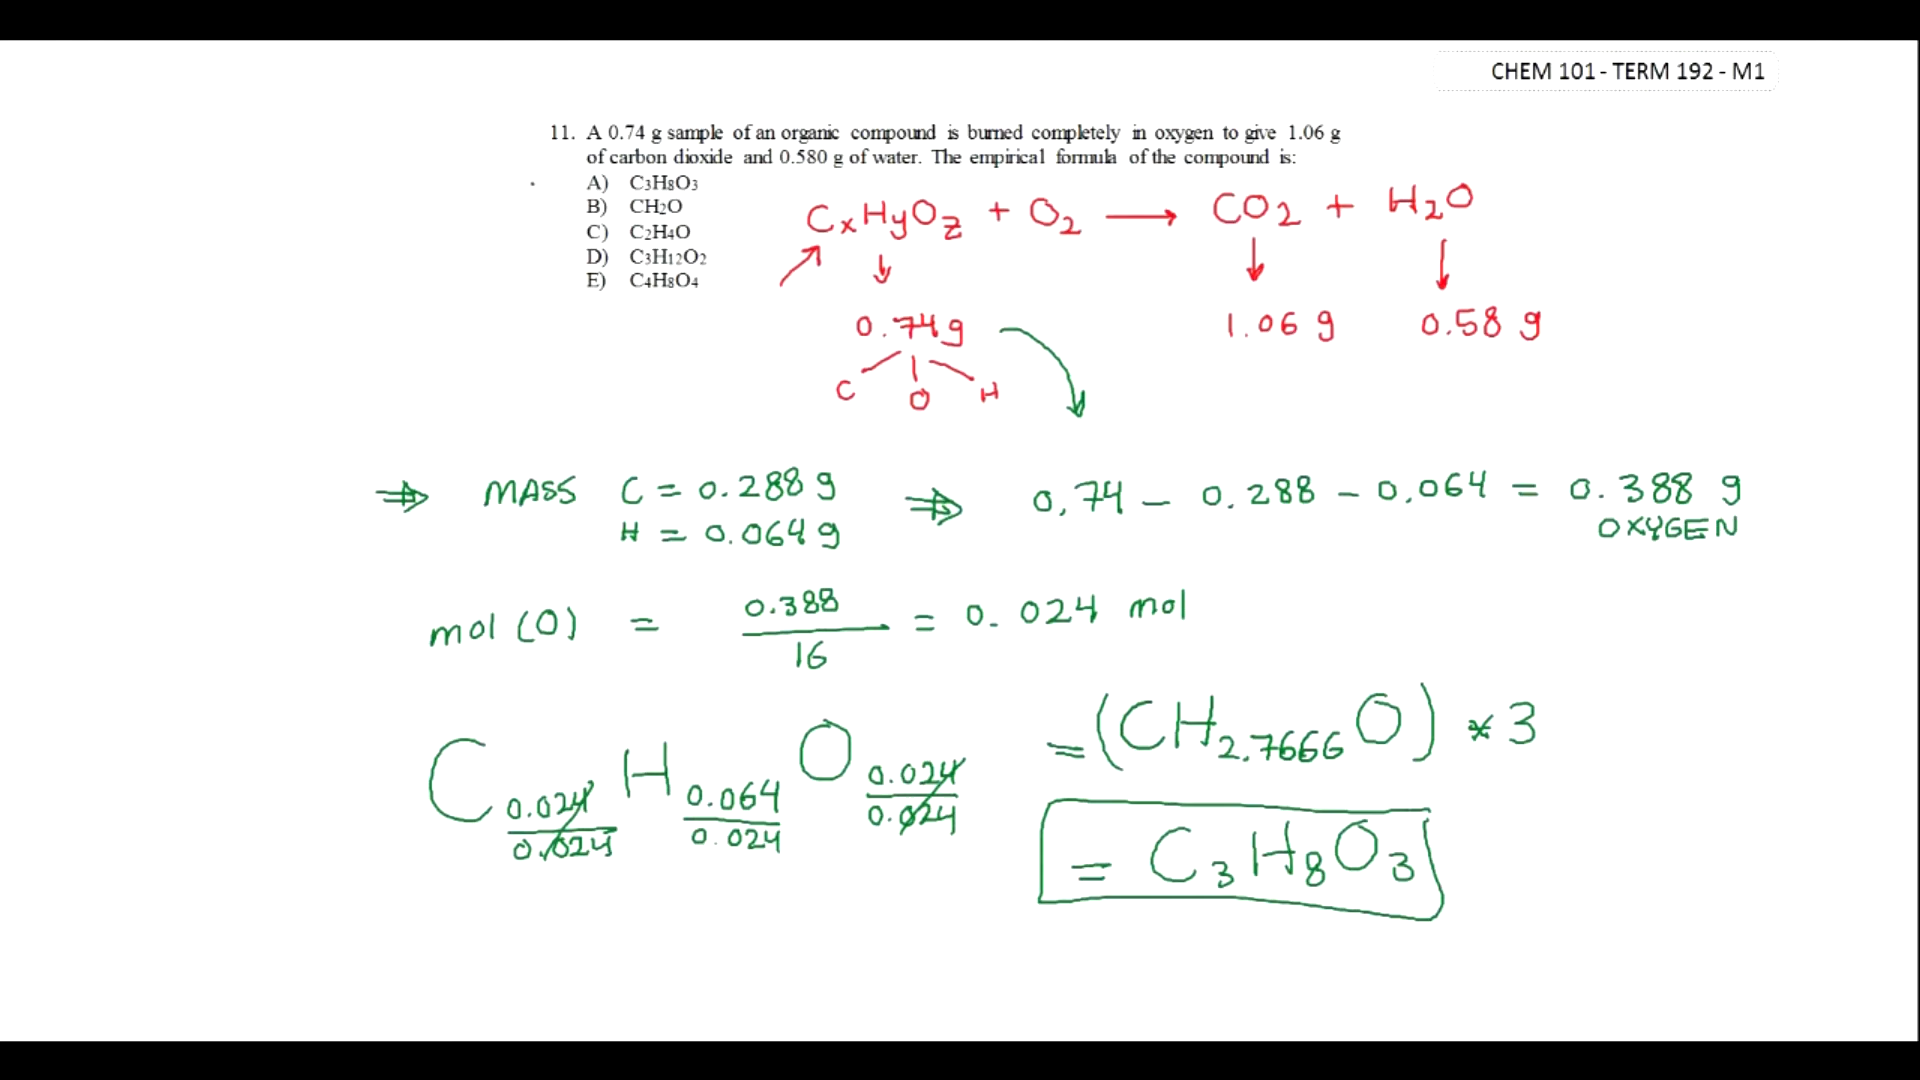 CHEM 101 - TERM 192 - M1
11. A 0.74 g sample of an organic compound is burned completely in oxygen to give 1.06 g
of carbon dioxide and 0.580 g of water. The empirical formula of the compound is:
A) C3H8O3
B) CH2O
C) C2H4O
D) C3H12O2
E) C4H8O4
CxHyOz + O2 → CO2 + H2O
0.74g 1.06 g 0.58 g
C O H
⇒ MASS C = 0.288 g ⇒ 0.74 - 0.288 - 0.064 = 0.388 g
H = 0.064 g OXYGEN
mol (O) = 0.388 / 16 = 0.024 mol
C 0.024/0.024 H 0.064/0.024 O 0.024/0.024 = (CH2.7666O) * 3
= C3H8O3